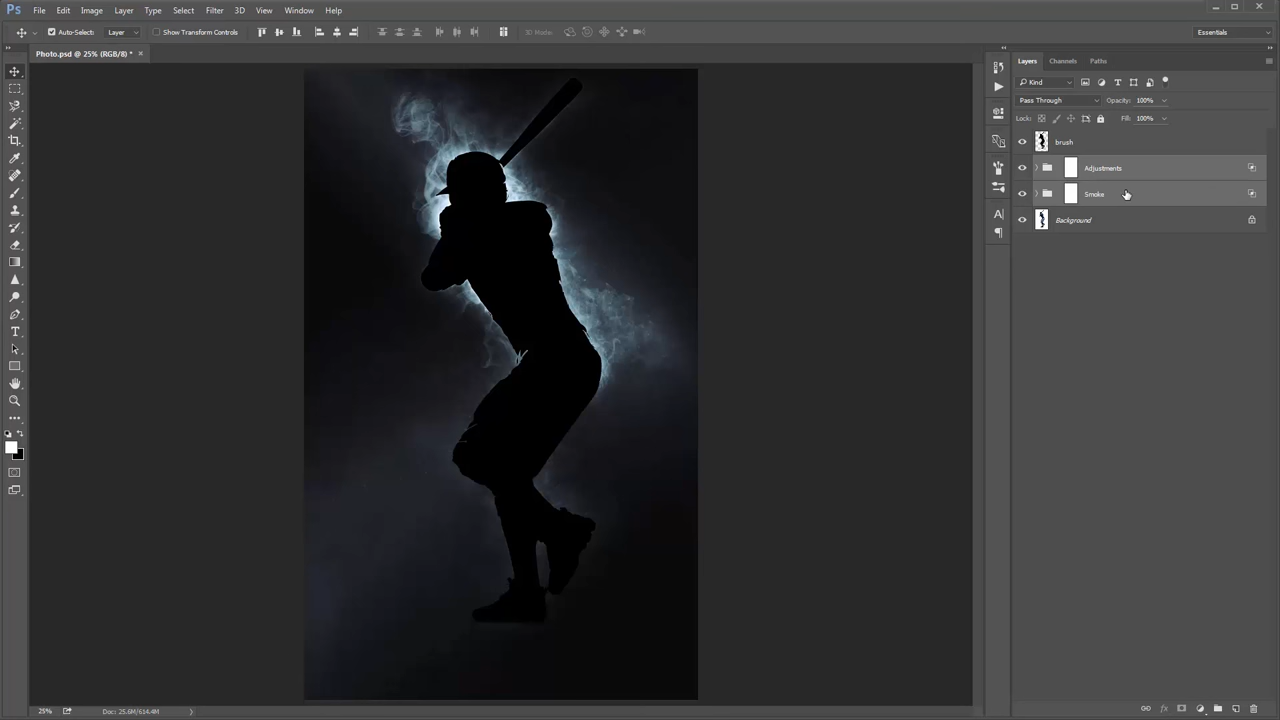 Ps File Edit Image Layer Type Select Filter 3D View Window Help
Auto-Select: Layer Show Transform Controls 3D Mode: Essentials
Photo.psd @ 25% (RGB/8) * ×
Layers Channels Paths
Kind
Pass Through Opacity: 100%
Lock: Fill: 100%
brush
Adjustments
Smoke
Background
25% Doc: 25.6M/614.4M